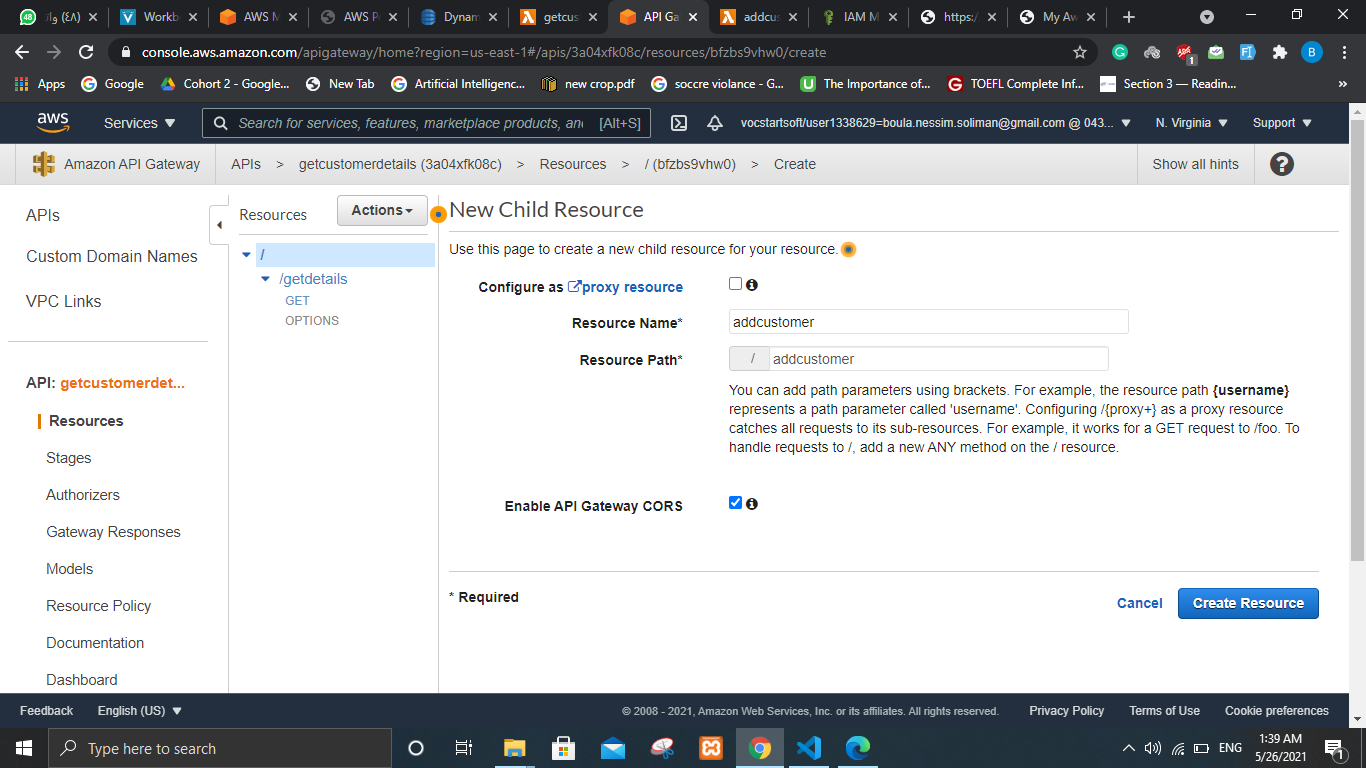 48
(٤٨) وات
Workb
AWS M
AWS P
Dynam
getcus
API Ga
addcus
IAM M
https:/
My Aw
console.aws.amazon.com/apigateway/home?region=us-east-1#/apis/3a04xfk08c/resources/bfzbs9vhw0/create
1
B
Apps
Google
Cohort 2 - Google...
New Tab
Artificial Intelligenc...
new crop.pdf
soccre violance - G...
The Importance of...
TOEFL Complete Inf...
Section 3 — Readin...
»
aws
Services
Search for services, features, marketplace products, an
[Alt+S]
vocstartsoft/user1338629=boula.nessim.soliman@gmail.com @ 043...
N. Virginia
Support
Amazon API Gateway
APIs > getcustomerdetails (3a04xfk08c) > Resources > / (bfzbs9vhw0) > Create
Show all hints
?
APIs
Custom Domain Names
VPC Links
API: getcustomerdet...
Resources
Stages
Authorizers
Gateway Responses
Models
Resource Policy
Documentation
Dashboard
Resources
Actions
/
/getdetails
GET
OPTIONS
New Child Resource
Use this page to create a new child resource for your resource.
Configure as proxy resource
Resource Name*
addcustomer
Resource Path*
/ addcustomer
You can add path parameters using brackets. For example, the resource path {username}
represents a path parameter called 'username'. Configuring /{proxy+} as a proxy resource
catches all requests to its sub-resources. For example, it works for a GET request to /foo. To
handle requests to /, add a new ANY method on the / resource.
Enable API Gateway CORS
* Required
Cancel
Create Resource
Feedback
English (US)
© 2008 - 2021, Amazon Web Services, Inc. or its affiliates. All rights reserved.
Privacy Policy
Terms of Use
Cookie preferences
Type here to search
ENG
1:39 AM
5/26/2021
1